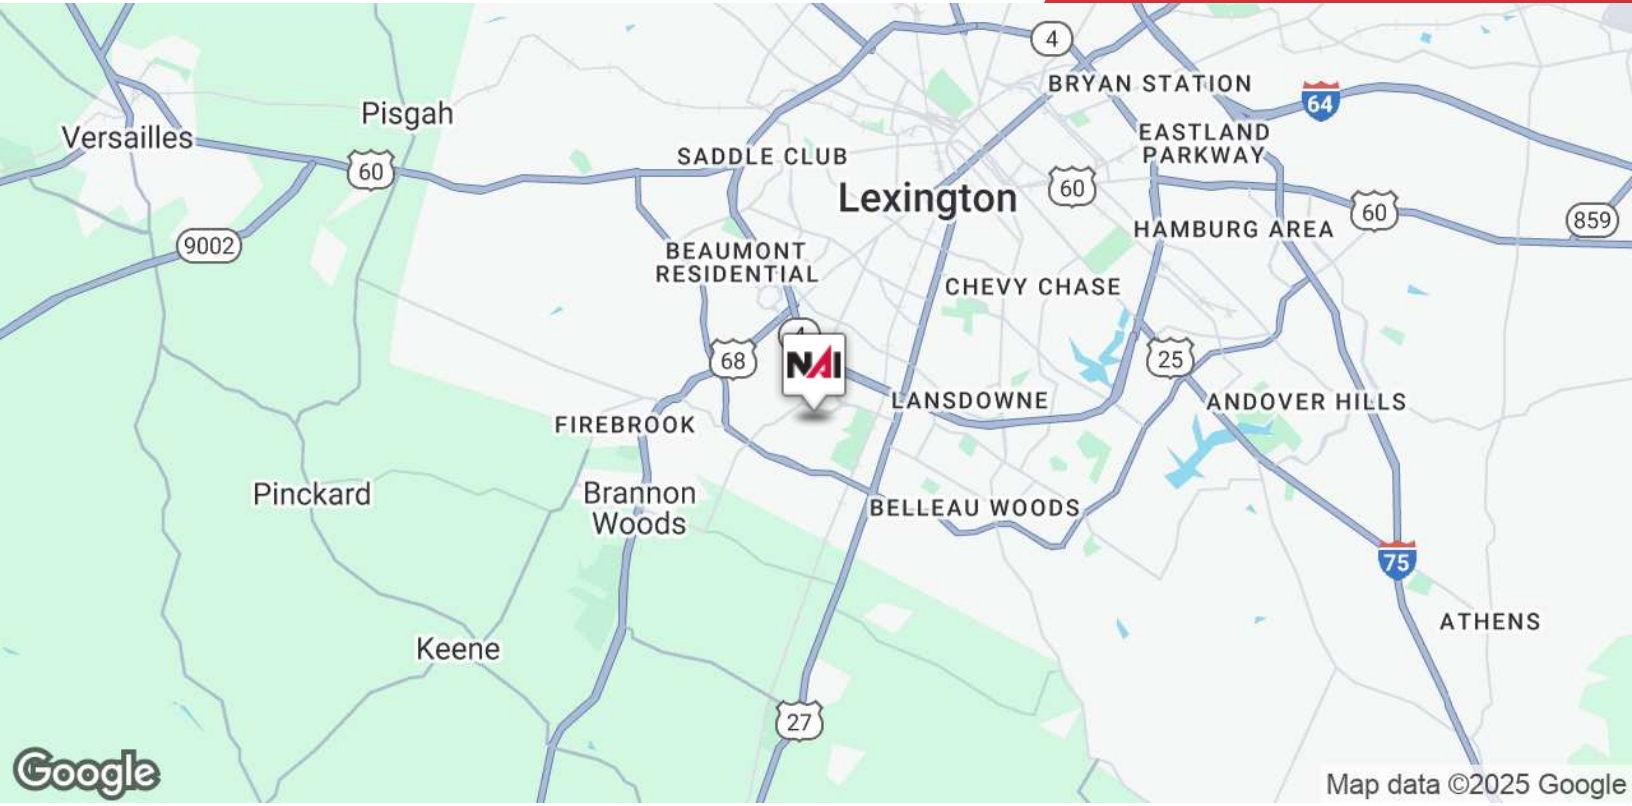 4
BRYAN STATION
64
Pisgah
Versailles
EASTLAND
PARKWAY
SADDLE CLUB
60
Lexington
60
60
859
9002
HAMBURG AREA
BEAUMONT
RESIDENTIAL
CHEVY CHASE
4
68
NAI
25
LANSDOWNE
ANDOVER HILLS
FIREBROOK
Pinckard
Brannon
Woods
BELLEAU WOODS
75
ATHENS
Keene
27
Google
Map data ©2025 Google